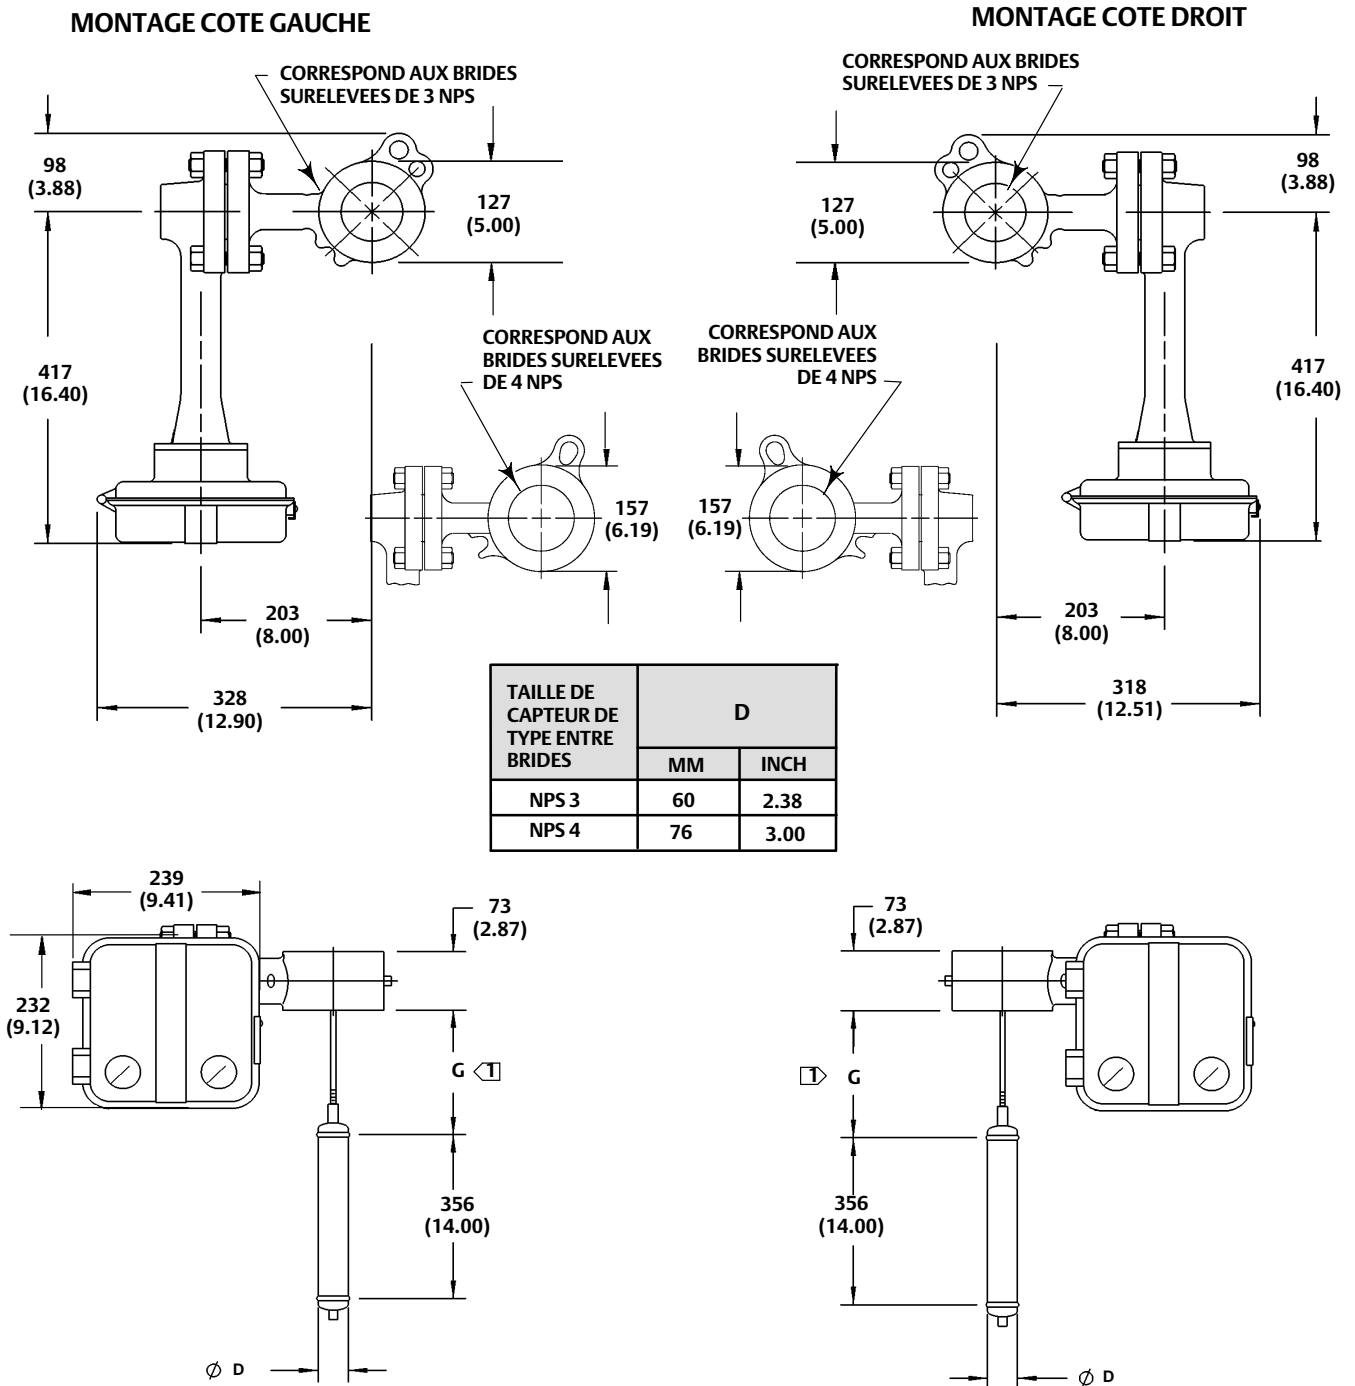 MONTAGE COTE GAUCHE
MONTAGE COTE DROIT
CORRESPOND AUX BRIDES
SURELEVEES DE 3 NPS
CORRESPOND AUX BRIDES
SURELEVEES DE 3 NPS
98
(3.88)
127
(5.00)
127
(5.00)
98
(3.88)
417
(16.40)
CORRESPOND AUX
BRIDES SURELEVEES
DE 4 NPS
CORRESPOND AUX
BRIDES SURELEVEES
DE 4 NPS
417
(16.40)
157
(6.19)
157
(6.19)
203
(8.00)
203
(8.00)
328
(12.90)
318
(12.51)
TAILLE DE
CAPTEUR DE
TYPE ENTRE
BRIDES
D
MM INCH
NPS 3 60 2.38
NPS 4 76 3.00
239
(9.41)
73
(2.87)
73
(2.87)
232
(9.12)
G 1
1 G
356
(14.00)
356
(14.00)
Ø D
Ø D